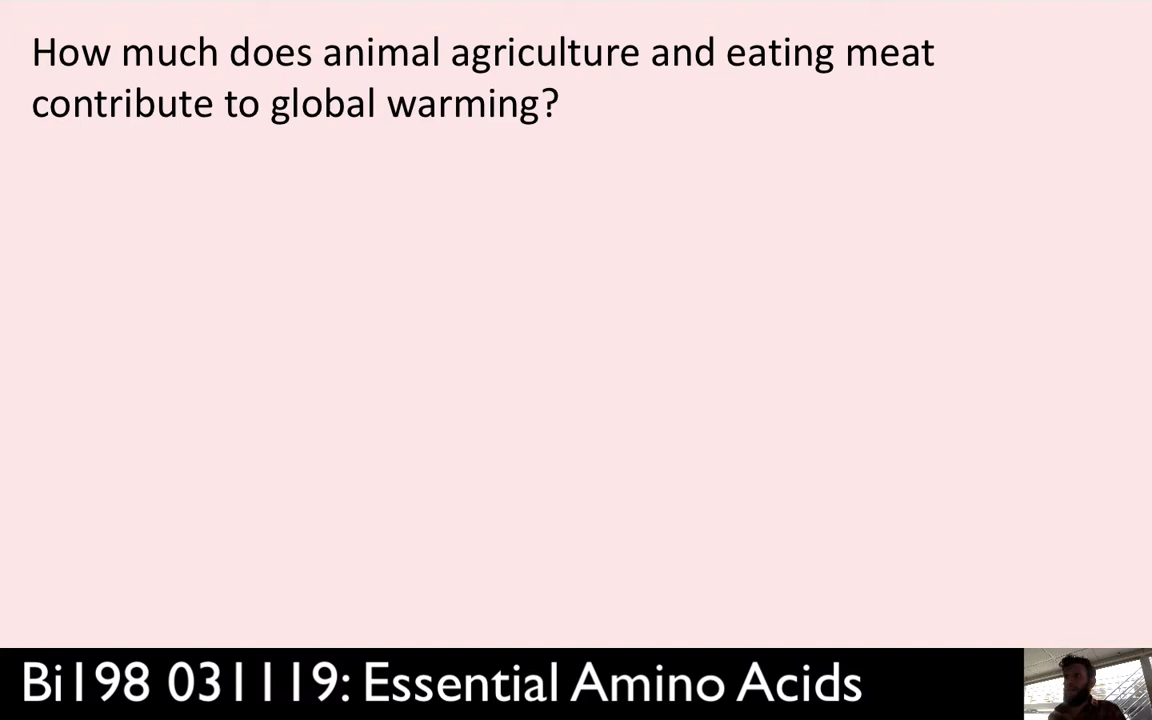 How much does animal agriculture and eating meat
contribute to global warming?
Bi198 031119: Essential Amino Acids